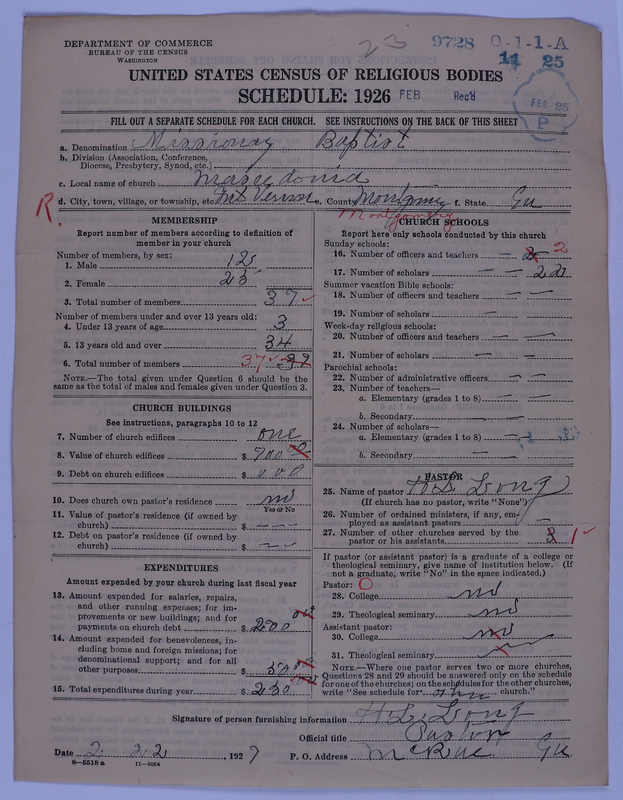 DEPARTMENT OF COMMERCE
BUREAU OF THE CENSUS
WASHINGTON
23
9728 0-1-1-A
14 25
UNITED STATES CENSUS OF RELIGIOUS BODIES
SCHEDULE: 1926 FEB Rec'd
FEB 25
P
FILL OUT A SEPARATE SCHEDULE FOR EACH CHURCH. SEE INSTRUCTIONS ON THE BACK OF THIS SHEET
a. Denomination Missionay Baptist
b. Division (Association, Conference,
Diocese, Presbytery, Synod, etc.)
c. Local name of church
d. City, town, village, or township, etc. Mt Vernon e. County Montgomery f. State Ga
R.
Montgomery
MEMBERSHIP
Report number of members according to definition of
member in your church
Number of members, by sex:
1. Male 12
2. Female 25
3. Total number of members 37
Number of members under and over 13 years old:
4. Under 13 years of age 3
5. 13 years old and over 34
6. Total number of members 37 37
NOTE.—The total given under Question 6 should be the
same as the total of males and females given under Question 3.
CHURCH BUILDINGS
See instructions, paragraphs 10 to 12
7. Number of church edifices one
8. Value of church edifices $ 700
9. Debt on church edifices $ 000
10. Does church own pastor's residence no
Yes or No
11. Value of pastor's residence (if owned by
church) $ — — —
12. Debt on pastor's residence (if owned by
church) $ — —
EXPENDITURES
Amount expended by your church during last fiscal year
13. Amount expended for salaries, repairs,
and other running expenses; for im-
provements or new buildings; and for
payments on church debt $ 200
14. Amount expended for benevolences, in-
cluding home and foreign missions; for
denominational support; and for all
other purposes $
15. Total expenditures during year $
CHURCH SCHOOLS
Report here only schools conducted by this church
Sunday schools:
16. Number of officers and teachers — 2 2
17. Number of scholars — —
Summer vacation Bible schools:
18. Number of officers and teachers — —
19. Number of scholars —
Week-day religious schools:
20. Number of officers and teachers — —
21. Number of scholars — —
Parochial schools:
22. Number of administrative officers — —
23. Number of teachers—
a. Elementary (grades 1 to 8) — —
b. Secondary — —
24. Number of scholars—
a. Elementary (grades 1 to 8) — —
b. Secondary — —
PASTOR
25. Name of pastor H. L. Long
(If church has no pastor, write "None")
26. Number of ordained ministers, if any, em-
ployed as assistant pastors —
27. Number of other churches served by the
pastor or his assistants 3 1
If pastor (or assistant pastor) is a graduate of a college or
theological seminary, give name of institution below. (If
not a graduate, write "No" in the space indicated.)
Pastor: O
28. College no
29. Theological seminary no
Assistant pastor:
30. College no
31. Theological seminary
NOTE.—Where one pastor serves two or more churches,
Questions 28 and 29 should be answered only on the schedule
for one of the churches; on the schedules for the other churches,
write "See schedule for other church."
Signature of person furnishing information H. L. Long
Official title Pastor
Date 2 22, 1927 P. O. Address McRae Ga
8—5518 a 11—9054